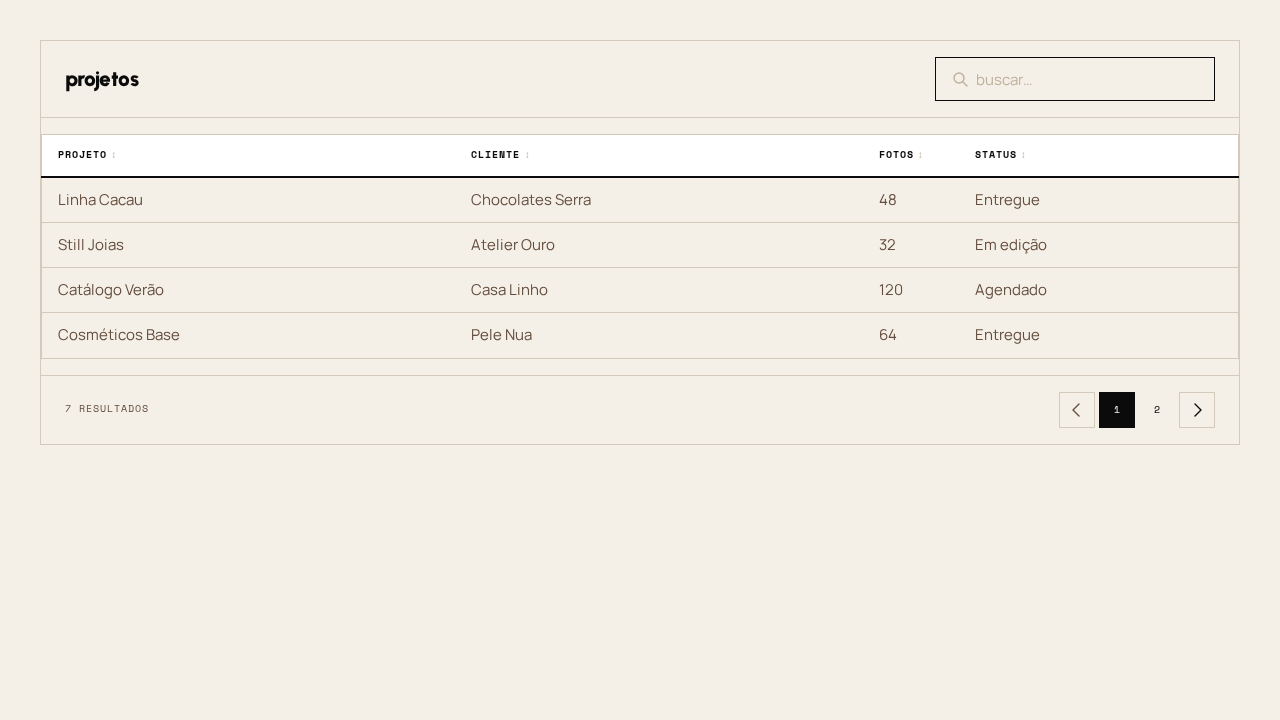 projetos
buscar...
PROJETO ↕ CLIENTE ↕ FOTOS ↕ STATUS ↕
Linha Cacau Chocolates Serra 48 Entregue
Still Joias Atelier Ouro 32 Em edição
Catálogo Verão Casa Linho 120 Agendado
Cosméticos Base Pele Nua 64 Entregue
7 RESULTADOS 1 2